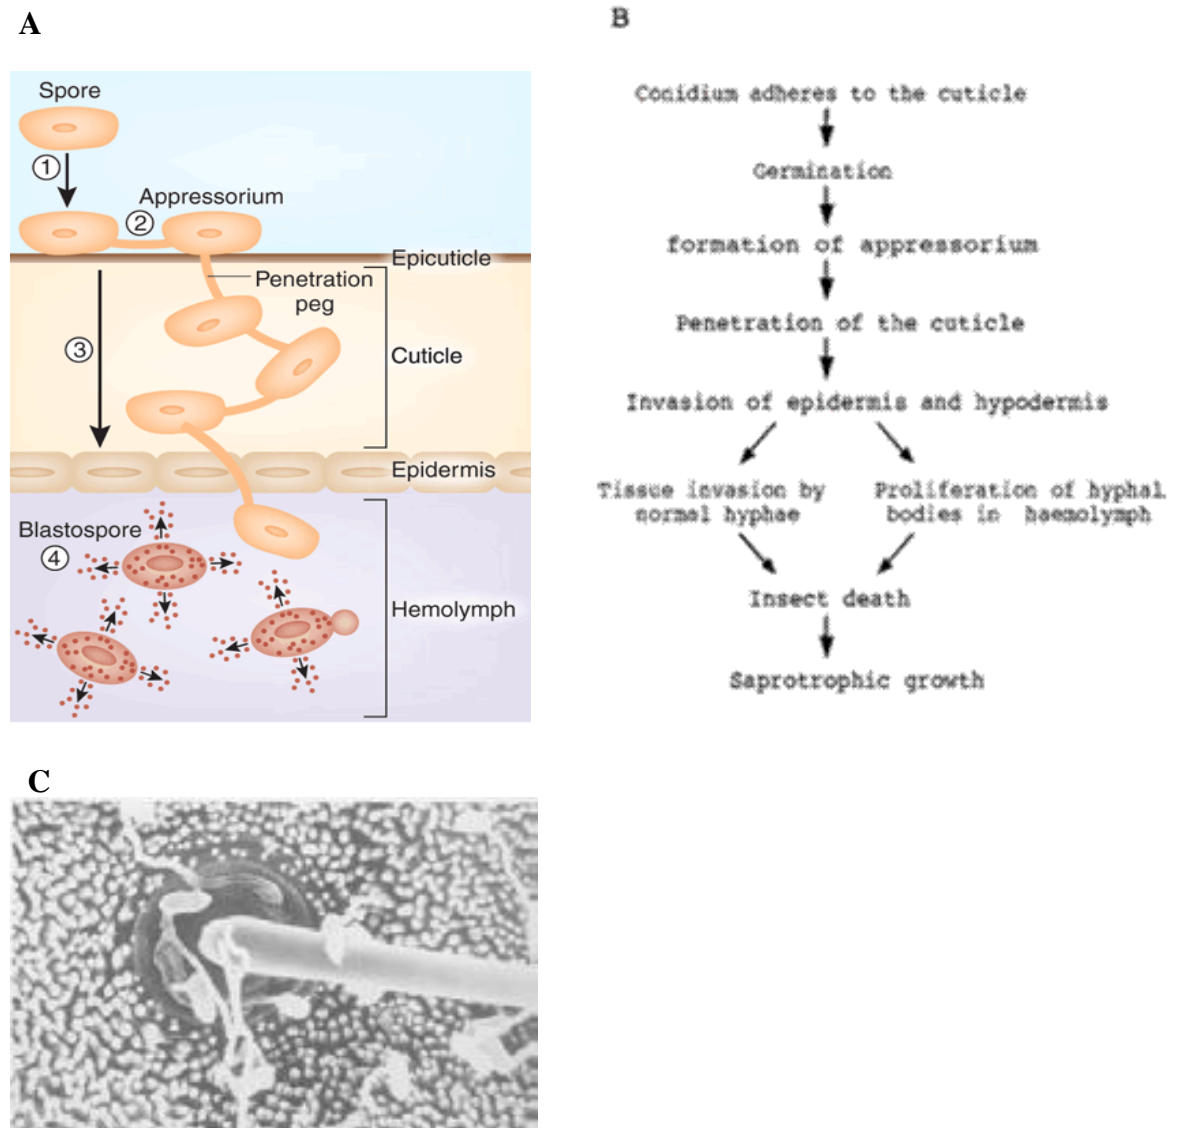 A
Spore
①
Appressorium
②
Epicuticle
Penetration
peg
③
Cuticle
Epidermis
Blastospore
④
Hemolymph
B
Conidium adheres to the cuticle
Germination
formation of appressorium
Penetration of the cuticle
Invasion of epidermis and hypodermis
Tissue invasion by
normal hyphae
Proliferation of hyphal
bodies in haemolymph
Insect death
Saprotrophic growth
C